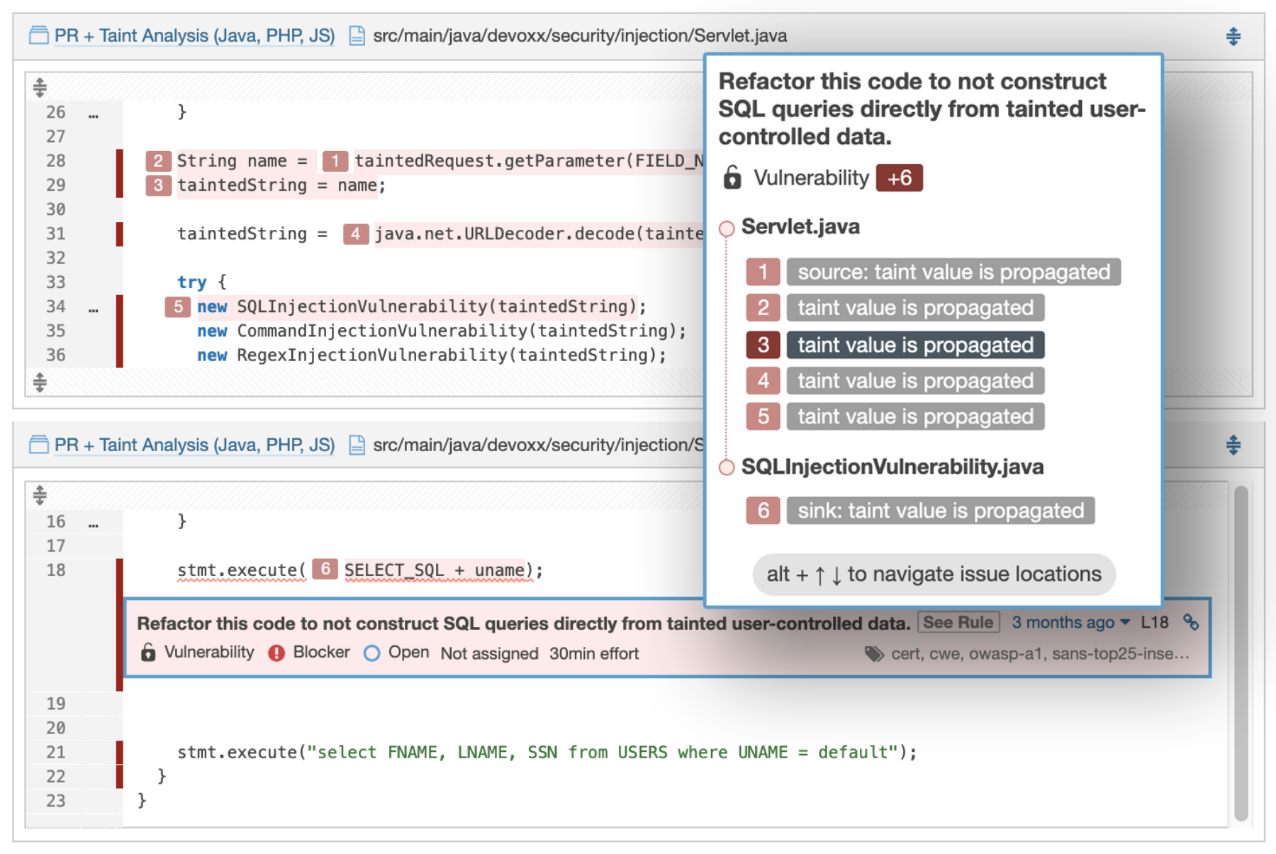 PR + Taint Analysis (Java, PHP, JS) src/main/java/devoxx/security/injection/Servlet.java
26 ... }
27
28 2 String name = 1 taintedRequest.getParameter(FIELD_N
29 3 taintedString = name;
30
31 taintedString = 4 java.net.URLDecoder.decode(tainte
32
33 try {
34 ... 5 new SQLInjectionVulnerability(taintedString);
35 new CommandInjectionVulnerability(taintedString);
36 new RegexInjectionVulnerability(taintedString);
Refactor this code to not construct
SQL queries directly from tainted user-
controlled data.
Vulnerability +6
Servlet.java
1 source: taint value is propagated
2 taint value is propagated
3 taint value is propagated
4 taint value is propagated
5 taint value is propagated
SQLInjectionVulnerability.java
6 sink: taint value is propagated
alt + ↑ ↓ to navigate issue locations
PR + Taint Analysis (Java, PHP, JS) src/main/java/devoxx/security/injection/S
16 ... }
17
18 stmt.execute( 6 SELECT_SQL + uname);
Refactor this code to not construct SQL queries directly from tainted user-controlled data. See Rule 3 months ago L18
Vulnerability Blocker Open Not assigned 30min effort cert, cwe, owasp-a1, sans-top25-inse...
19
20
21 stmt.execute("select FNAME, LNAME, SSN from USERS where UNAME = default");
22 }
23 }